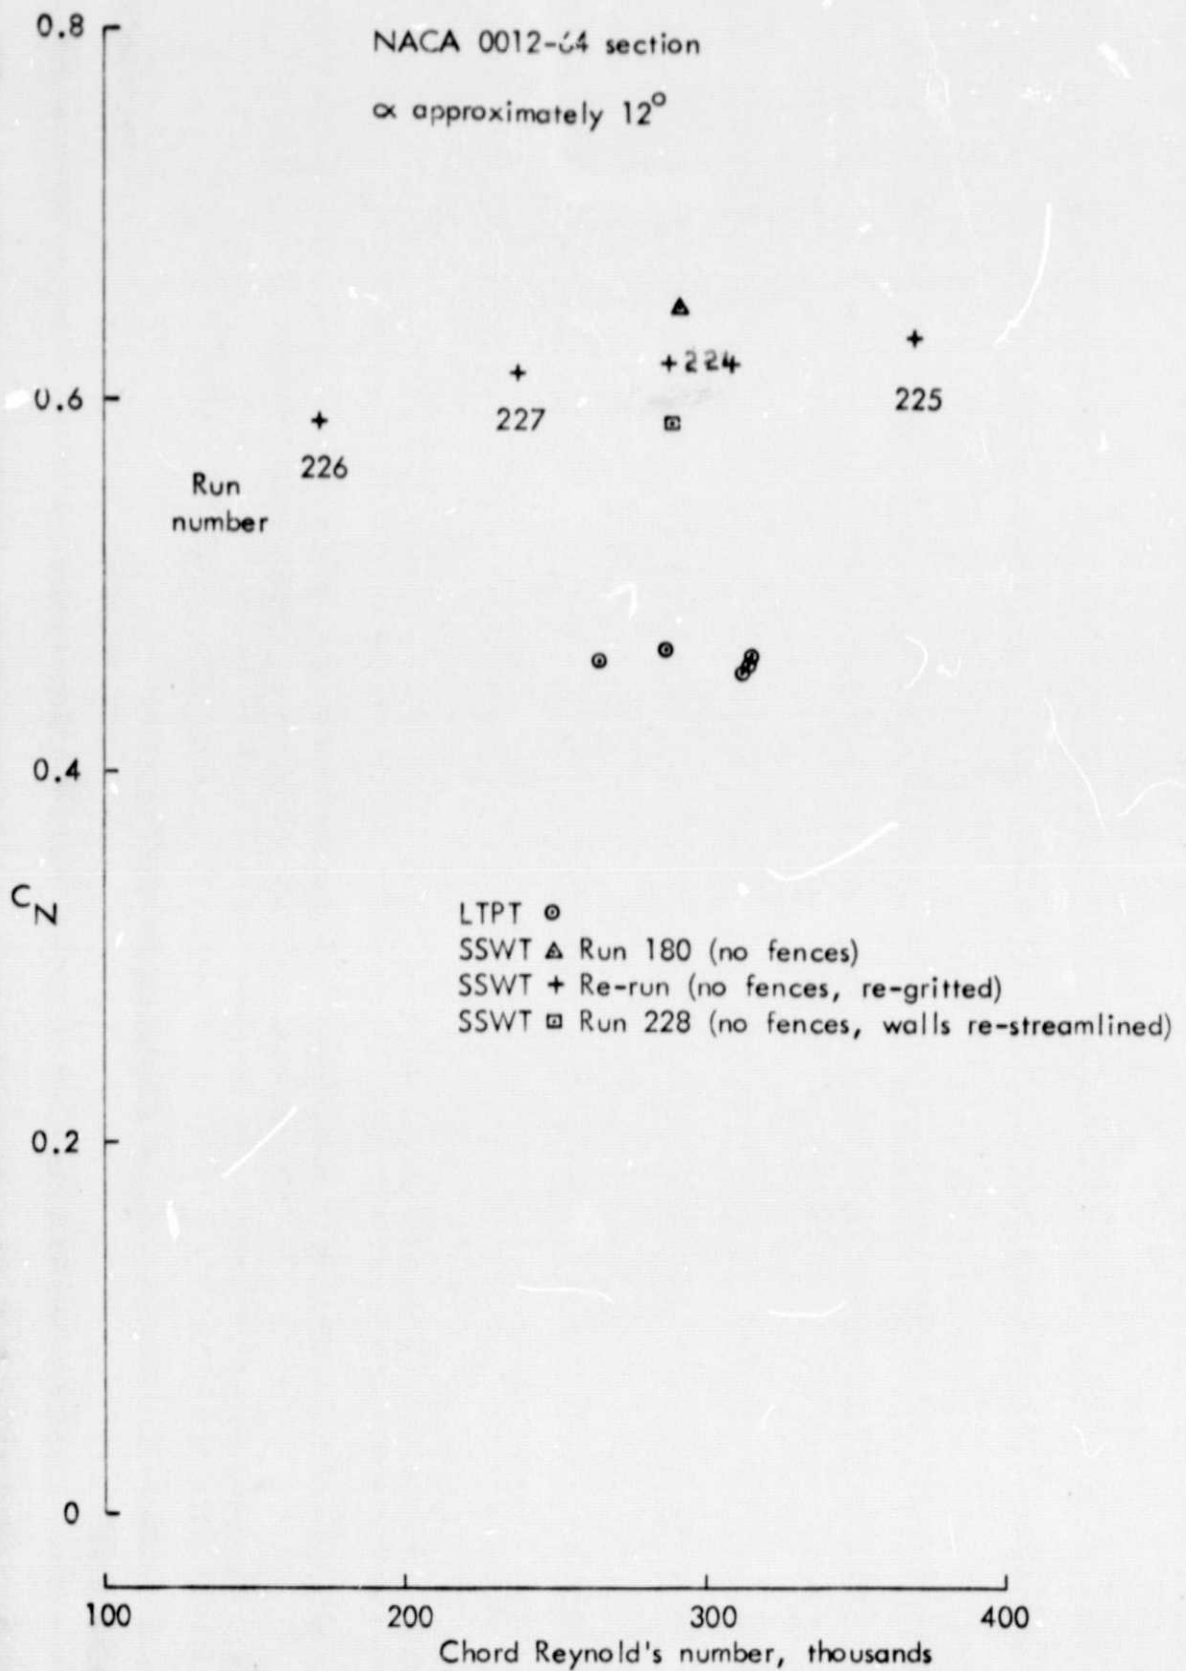 0.8
NACA 0012-64 section
∝ approximately 12°
224
0.6
227
225
226
Run
number
0.4
C_N
LTPT ⊙
SSWT Run 180 (no fences)
SSWT + Re-run (no fences, re-gritted)
SSWT Run 228 (no fences, walls re-streamlined)
0.2
0
100 200 300 400
Chord Reynold's number, thousands